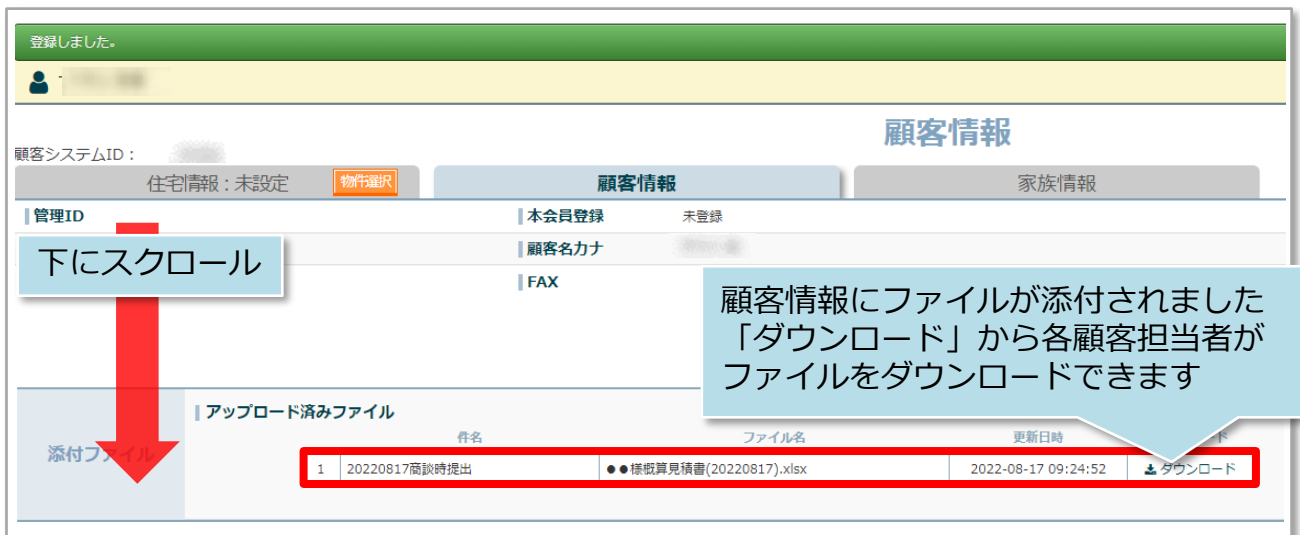 登録しました。
顧客情報
顧客システムID：
住宅情報：未設定 物件選択 顧客情報 家族情報
管理ID 本会員登録 未登録
下にスクロール
顧客名カナ
FAX
顧客情報にファイルが添付されました
「ダウンロード」から各顧客担当者が
ファイルをダウンロードできます
添付ファイル
アップロード済みファイル
件名 ファイル名 更新日時 ード
1 20220817商談時提出 ●●様概算見積書(20220817).xlsx 2022-08-17 09:24:52 ダウンロード